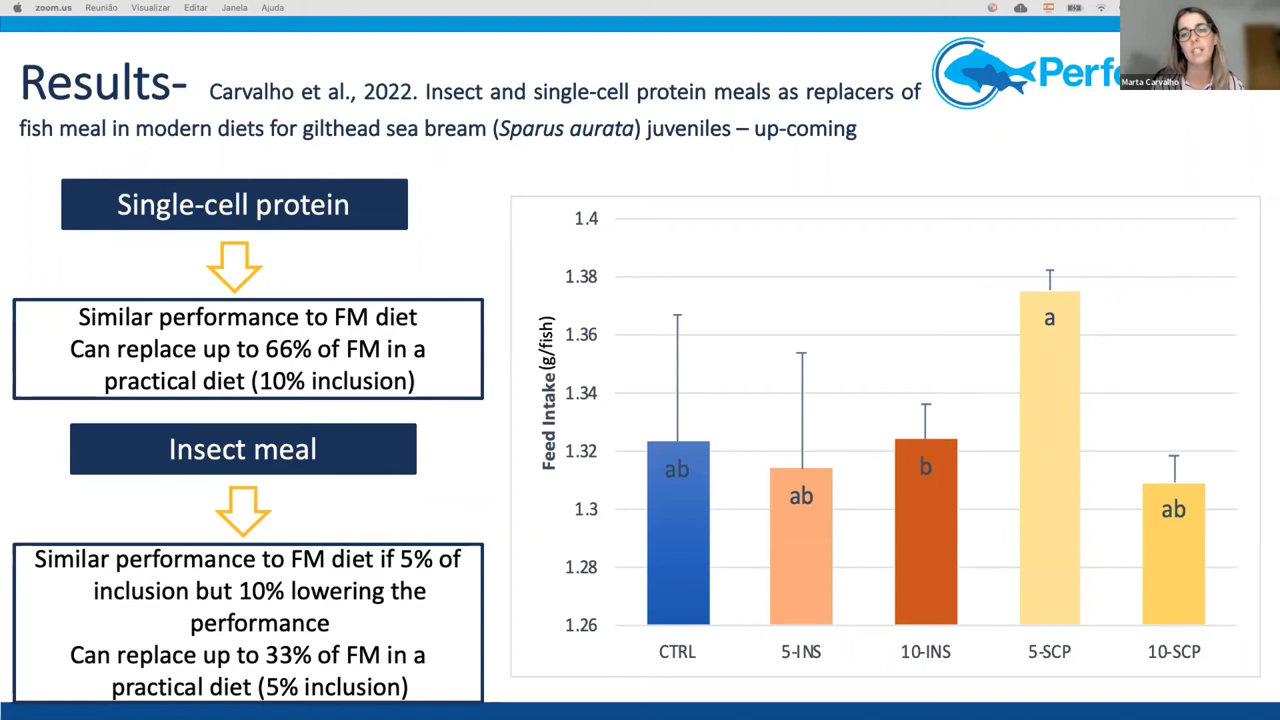 zoom.us Reunião Visualizar Editar Janela Ajuda
Marta Carvalho
Results- Carvalho et al., 2022. Insect and single-cell protein meals as replacers of
fish meal in modern diets for gilthead sea bream (Sparus aurata) juveniles – up-coming
Perfo
Single-cell protein
Similar performance to FM diet
Can replace up to 66% of FM in a
practical diet (10% inclusion)
Insect meal
Similar performance to FM diet if 5% of
inclusion but 10% lowering the
performance
Can replace up to 33% of FM in a
practical diet (5% inclusion)
Feed Intake (g/fish)
1.4
1.38
1.36
1.34
1.32
1.3
1.28
1.26
ab
ab
b
a
ab
CTRL 5-INS 10-INS 5-SCP 10-SCP